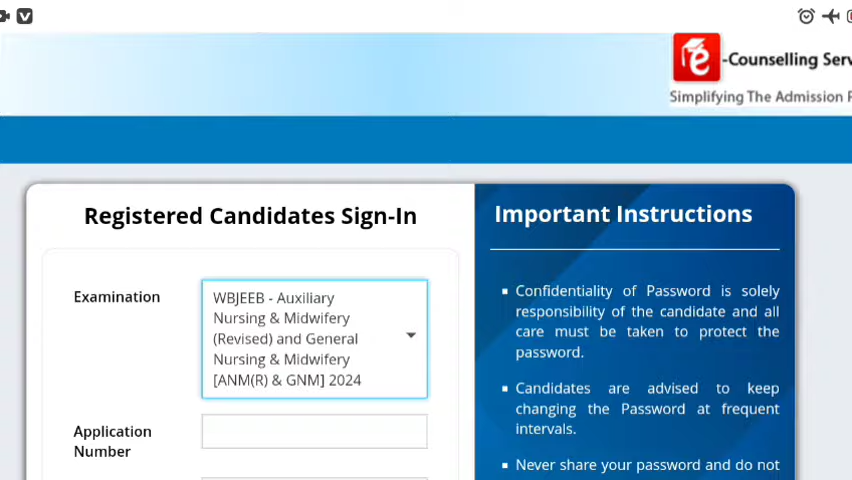 -Counselling Serv
Simplifying The Admission P
Registered Candidates Sign-In
Examination
WBJEEB - Auxiliary
Nursing & Midwifery
(Revised) and General
Nursing & Midwifery
[ANM(R) & GNM] 2024
Application
Number
Important Instructions
Confidentiality of Password is solely
responsibility of the candidate and all
care must be taken to protect the
password.
Candidates are advised to keep
changing the Password at frequent
intervals.
Never share your password and do not